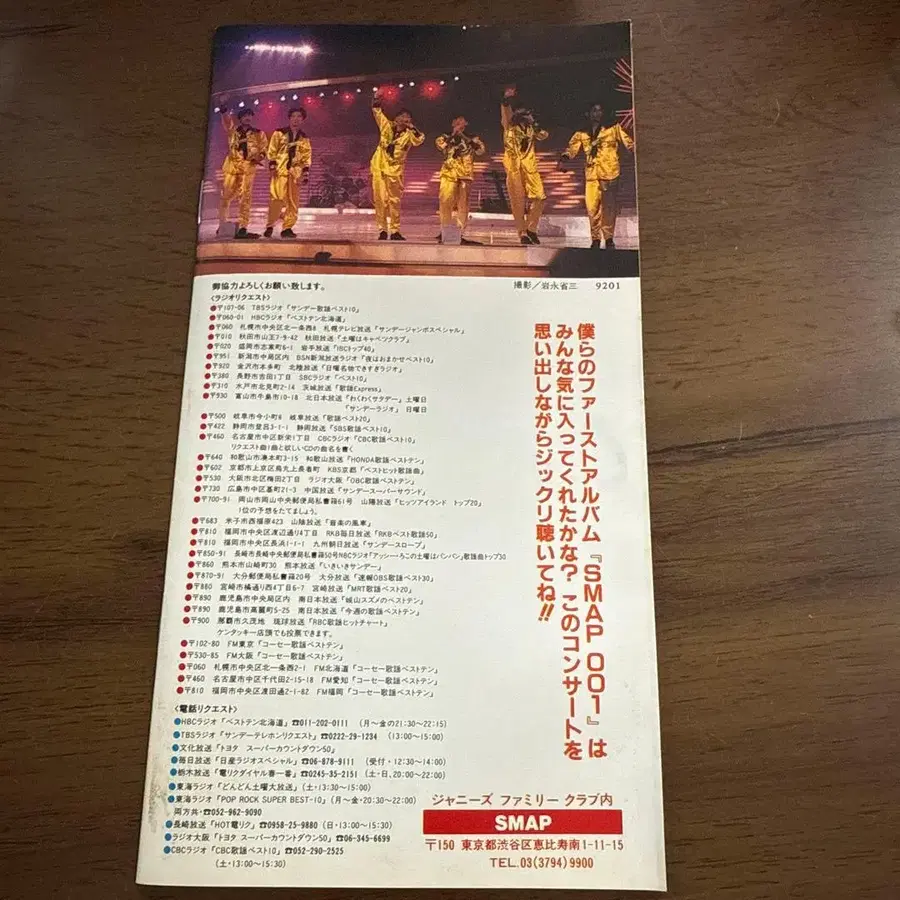 撮影／岩永省三 9201
御協力よろしくお願い致します。
〈ラジオリクエスト〉
●〒107-06 TBSラジオ「サンデー歌謡ベスト10」
●〒060-01 HBCラジオ「ベストテン北海道」
●〒060 札幌市中央区北一条西8 札幌テレビ放送「サンデージャンボスペシャル」
●〒010 秋田市山王7-9-42 秋田放送「土曜はキャベツクラブ」
●〒020 盛岡市志家町6-1 岩手放送「IBCトップ40」
●〒951 新潟市中局区内 BSN新潟放送ラジオ「夜はおまかせベスト10」
●〒920 金沢市本多町 北陸放送「日曜名物できすぎラジオ」
●〒380 長野市吉田1丁目 SBCラジオ「ベスト10」
●〒310 水戸市北見町2-14 茨城放送「歌謡Express」
●〒930 富山市牛島市10-18 北日本放送「わくわくサタデー」土曜日
「サンデーラジオ」日曜日
●〒500 岐阜市今小町8 岐阜放送「歌謡ベスト20」
●〒422 静岡市登呂3-1-1 静岡放送「SBS歌謡ベスト10」
●〒460 名古屋市中区新栄1丁目 CBCラジオ「CBC歌謡ベスト10」
リクエスト曲1曲と欲しいCDの曲名を書く
●〒640 和歌山市湊本町3-15 和歌山放送「HONDA歌謡ベストテン」
●〒602 京都市上京区烏丸上長者町 KBS京都「ベストヒット歌謡曲」
●〒530 大阪市北区梅田2丁目 ラジオ大阪「OBC歌謡ベストテン」
●〒730 広島市中区基町21-3 中国放送「サンデースーパーサウンド」
●〒700-91 岡山市岡山中央郵便局私書箱61号 山陽放送「ヒッツアイランド トップ20」
1位の予想をたてましょう。
●〒683 米子市西福原423 山陰放送「音楽の風車」
●〒810 福岡市中央区渡辺通り4丁目 RKB毎日放送「RKBベスト歌謡50」
●〒810 福岡市中央区長浜1-1-1 九州朝日放送「サンデースロープ」
●〒850-91 長崎市長崎中央郵便局私書箱50号NBCラジオ「アッシー・ろこの土曜はバンバン」歌謡曲トップ30
●〒860 熊本市山崎町30 熊本放送「いきいきサンデー」
●〒870-91 大分郵便局私書箱20号 大分放送「速報OBS歌謡ベスト30」
●〒880 宮崎市橘通り西4丁目6-7 宮崎放送「MRT歌謡ベスト20」
●〒890 鹿児島市中央局区内 南日本放送「城山スズメのベストテン」
●〒890 鹿児島市高麗町5-25 南日本放送「今週の歌謡ベストテン」
●〒900 那覇市久茂地 琉球放送「RBC歌謡ヒットチャート」
ケンタッキー店頭でも投票できます。
●〒102-80 FM東京「コーセー歌謡ベストテン」
●〒530-85 FM大阪「コーセー歌謡ベストテン」
●〒060 札幌市中央区北一条西2-1 FM北海道「コーセー歌謡ベストテン」
●〒460 名古屋市中区千代田2-15-18 FM愛知「コーセー歌謡ベストテン」
●〒810 福岡市中央区渡田通2-1-82 FM福岡「コーセー歌謡ベストテン」
〈電話リクエスト〉
●HBCラジオ「ベストテン北海道」☎011-202-0111 (月〜金の21:30〜22:15)
●TBSラジオ「サンデーテレホンリクエスト」☎0222-29-1234 (13:00〜15:00)
●文化放送「トヨタ スーパーカウントダウン50」
●毎日放送「日産ラジオスペシャル」☎06-878-9111 (受付・12:30〜14:00)
●栃木放送「電リクダイヤル番一番」☎0245-35-2151 (土・日,20:00〜22:00)
●東海ラジオ「どんどん土曜大放送」(土・13:30〜15:00)
●東海ラジオ「POP ROCK SUPER BEST-10」(月〜金・20:30〜22:00)
両方共・☎052-962-9090
●長崎放送「HOT電リク」☎0958-25-9880 (日・13:00〜15:30)
●ラジオ大阪「トヨタ スーパーカウントダウン50」☎06-345-6699
●CBCラジオ「CBC歌謡ベスト10」☎052-290-2525
(土・13:00〜15:30)
僕らのファーストアルバム『SMAP 001』は
みんな気に入ってくれたかな? このコンサートを
思い出しながらジックリ聴いてね!!
ジャニーズ ファミリー クラブ内
SMAP
〒150 東京都渋谷区恵比寿南1-11-15
TEL.03(3794)9900